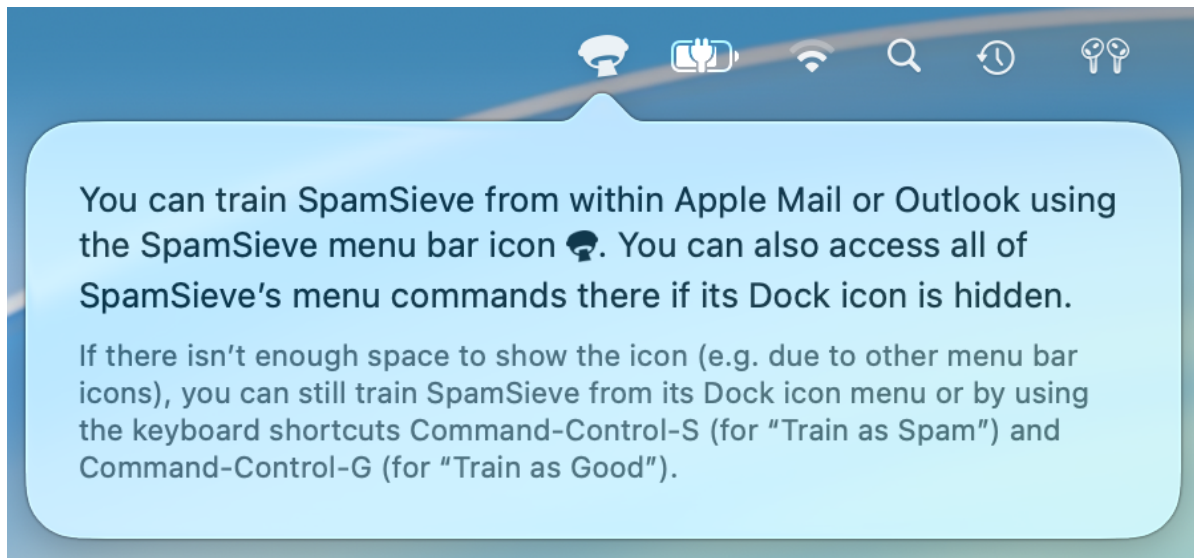 You can train SpamSieve from within Apple Mail or Outlook using
the SpamSieve menu bar icon . You can also access all of
SpamSieve’s menu commands there if its Dock icon is hidden.
If there isn’t enough space to show the icon (e.g. due to other menu bar
icons), you can still train SpamSieve from its Dock icon menu or by using
the keyboard shortcuts Command-Control-S (for “Train as Spam”) and
Command-Control-G (for “Train as Good”).